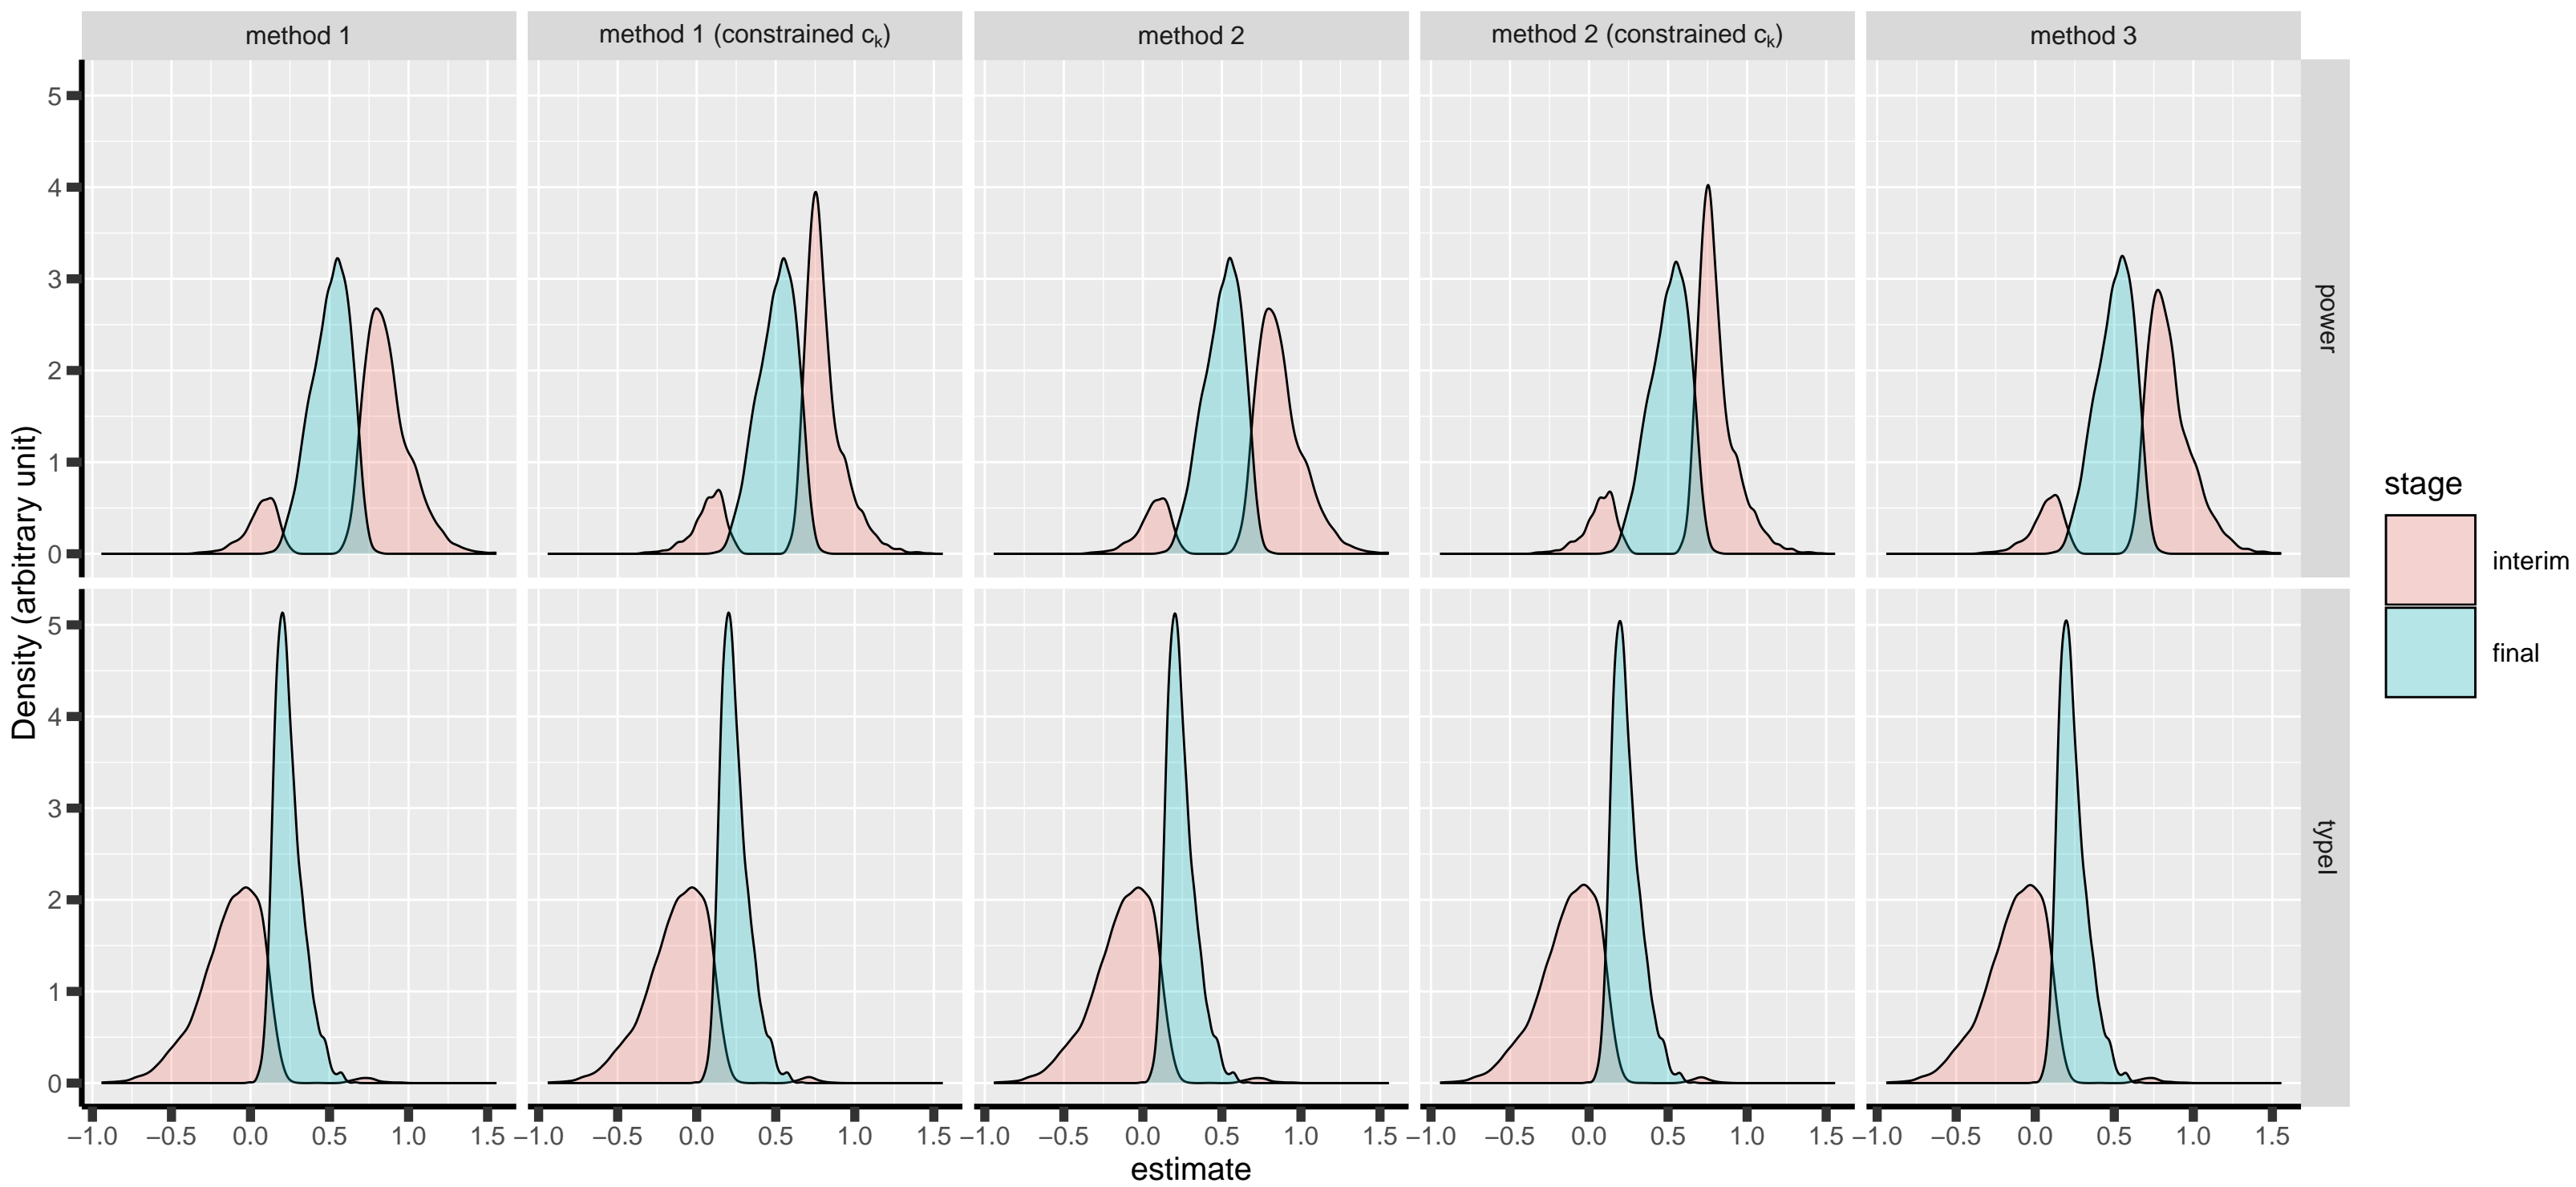 method 1
method 1 (constrained cₖ)
method 2
method 2 (constrained cₖ)
method 3
Density (arbitrary unit)
5
4
3
2
1
0
power
5
4
3
2
1
0
typeI
−1.0 −0.5 0.0 0.5 1.0 1.5
−1.0 −0.5 0.0 0.5 1.0 1.5
−1.0 −0.5 0.0 0.5 1.0 1.5
−1.0 −0.5 0.0 0.5 1.0 1.5
−1.0 −0.5 0.0 0.5 1.0 1.5
estimate
stage
interim
final